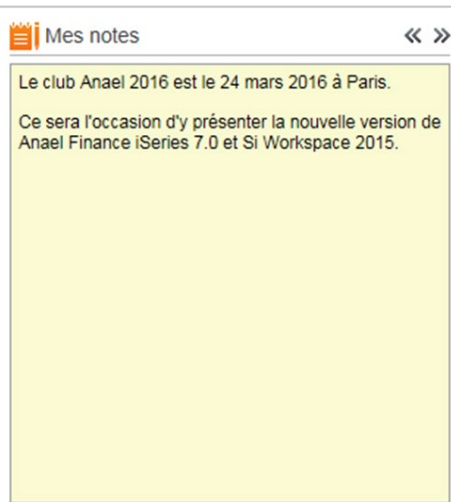 Mes notes
Le club Anael 2016 est le 24 mars 2016 à Paris.
Ce sera l'occasion d'y présenter la nouvelle version de
Anael Finance iSeries 7.0 et Si Workspace 2015.